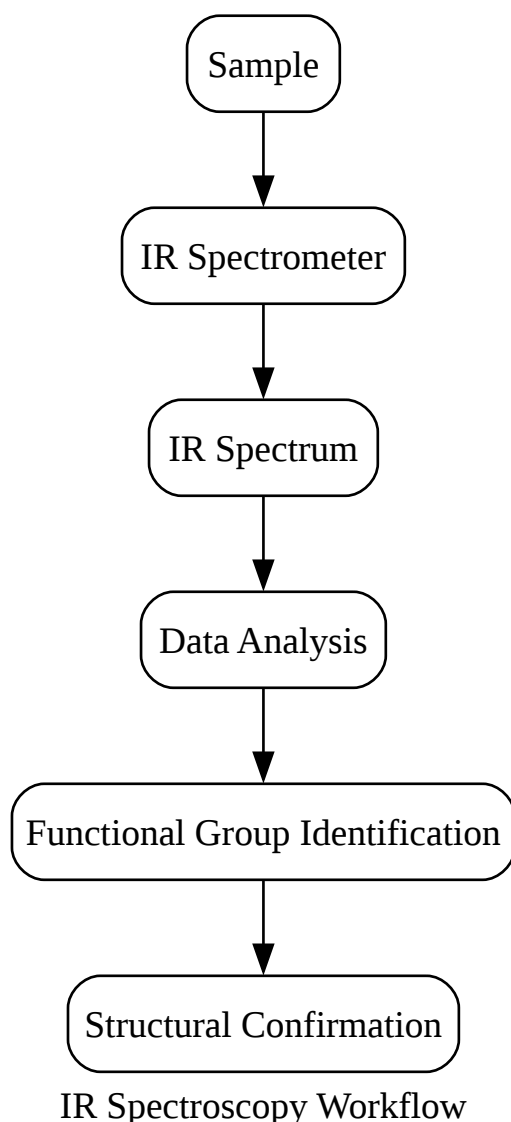 Sample
IR Spectrometer
IR Spectrum
Data Analysis
Functional Group Identification
Structural Confirmation
IR Spectroscopy Workflow